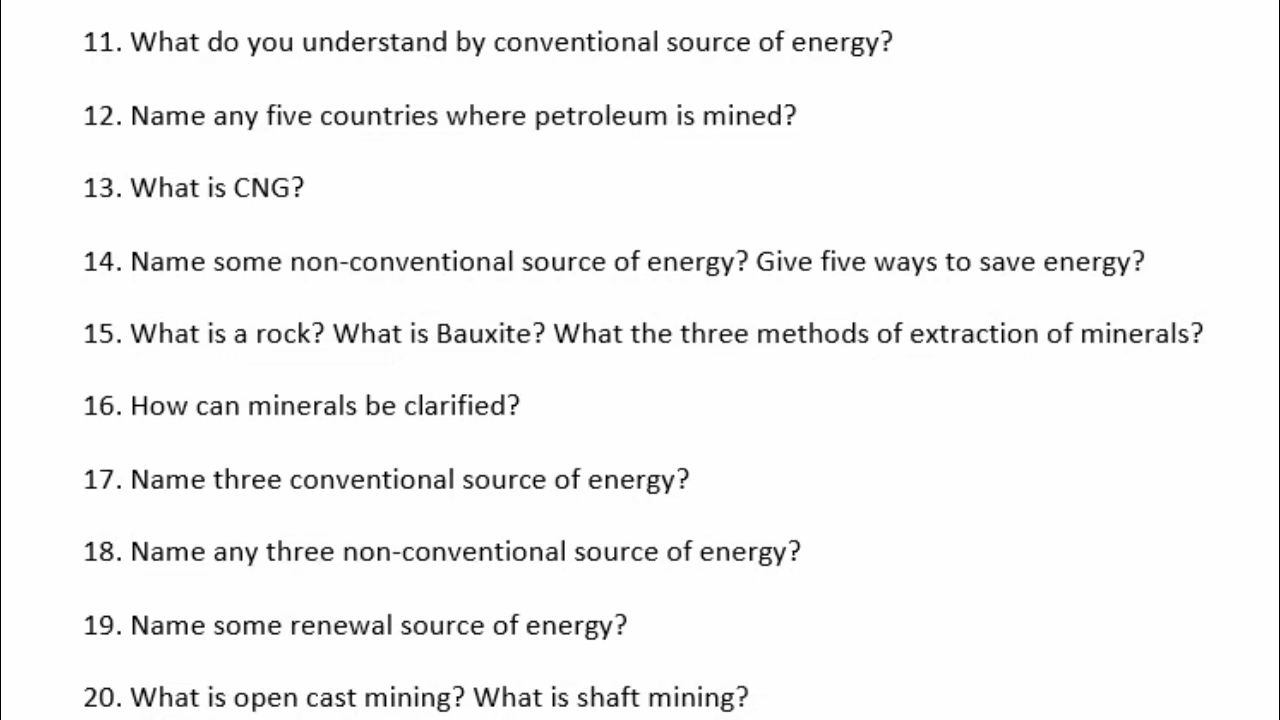 11. What do you understand by conventional source of energy?
12. Name any five countries where petroleum is mined?
13. What is CNG?
14. Name some non-conventional source of energy? Give five ways to save energy?
15. What is a rock? What is Bauxite? What the three methods of extraction of minerals?
16. How can minerals be clarified?
17. Name three conventional source of energy?
18. Name any three non-conventional source of energy?
19. Name some renewal source of energy?
20. What is open cast mining? What is shaft mining?